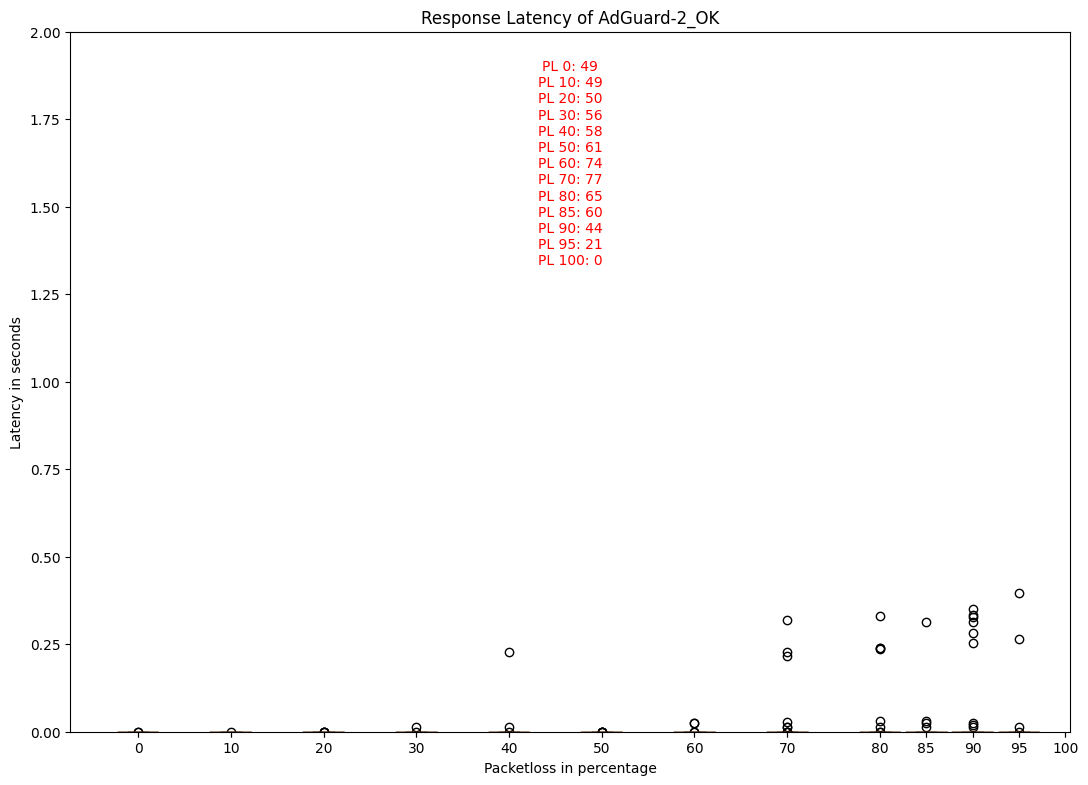 Response Latency of AdGuard-2_OK
2.00
1.75
1.50
1.25
1.00
0.75
0.50
0.25
0.00
Latency in seconds
PL 0: 49
PL 10: 49
PL 20: 50
PL 30: 56
PL 40: 58
PL 50: 61
PL 60: 74
PL 70: 77
PL 80: 65
PL 85: 60
PL 90: 44
PL 95: 21
PL 100: 0
0 10 20 30 40 50 60 70 80 85 90 95 100
Packetloss in percentage